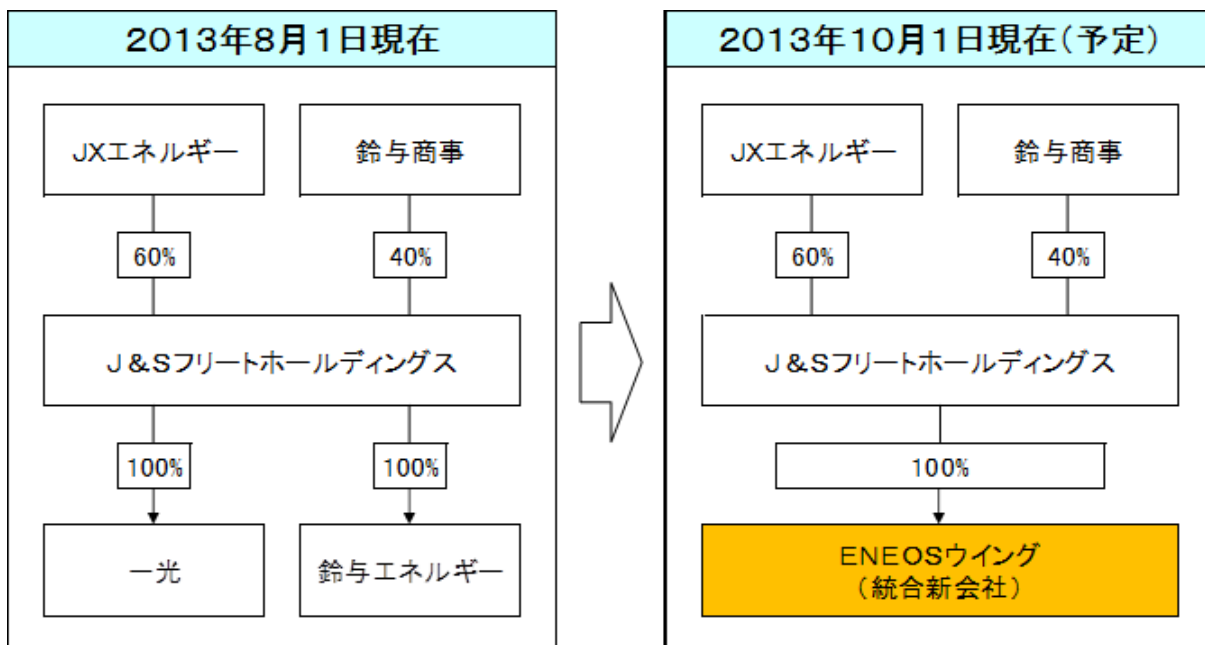 2013年8月1日現在
JXエネルギー
鈴与商事
60%
40%
J&Sフリートホールディングス
100%
100%
一光
鈴与エネルギー
2013年10月1日現在(予定)
JXエネルギー
鈴与商事
60%
40%
J&Sフリートホールディングス
100%
ENEOSウイング
(統合新会社)